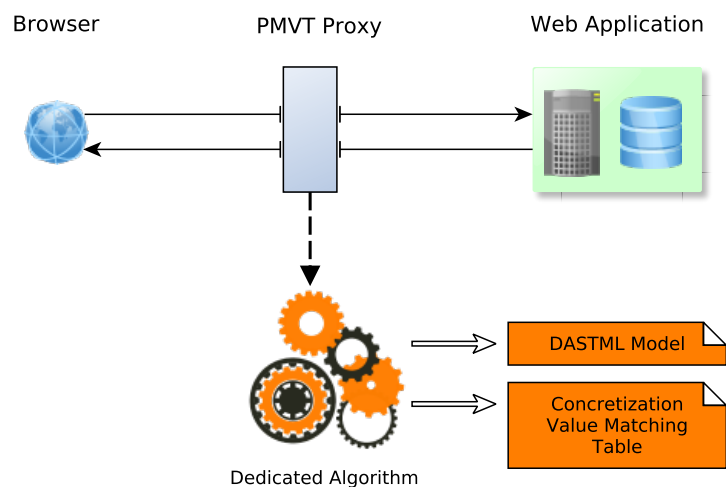 Browser
PMVT Proxy
Web Application
DASTML Model
Concretization
Value Matching
Table
Dedicated Algorithm